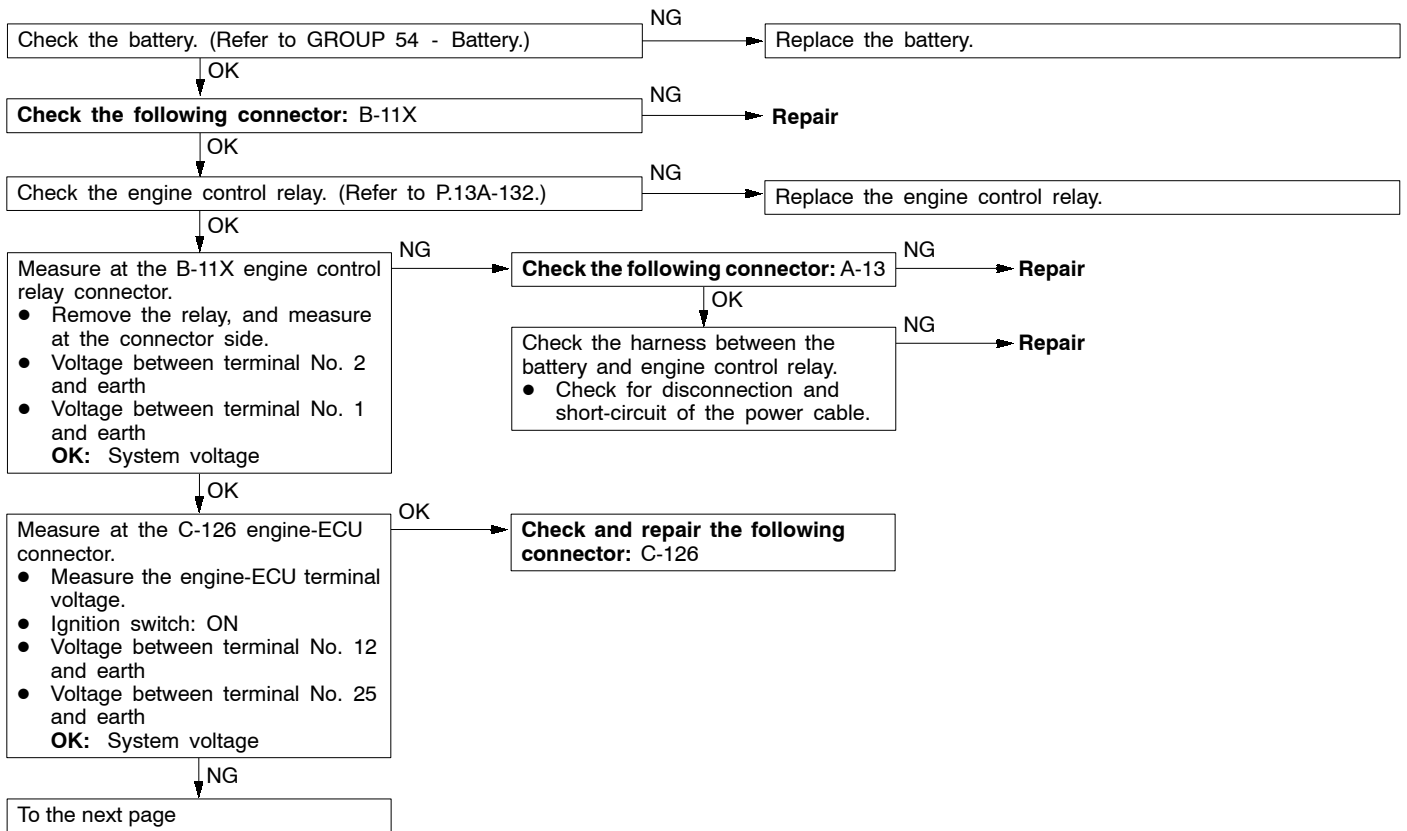 NG
Check the battery. (Refer to GROUP 54 - Battery.)
Replace the battery.
OK
NG
Check the following connector: B-11X
Repair
OK
NG
Check the engine control relay. (Refer to P.13A-132.)
Replace the engine control relay.
OK
NG
Measure at the B-11X engine control
relay connector.
● Remove the relay, and measure
at the connector side.
● Voltage between terminal No. 2
and earth
● Voltage between terminal No. 1
and earth
OK: System voltage
Check the following connector: A-13
NG
Repair
OK
Check the harness between the
battery and engine control relay.
● Check for disconnection and
short-circuit of the power cable.
NG
Repair
OK
Measure at the C-126 engine-ECU
connector.
● Measure the engine-ECU terminal
voltage.
● Ignition switch: ON
● Voltage between terminal No. 12
and earth
● Voltage between terminal No. 25
and earth
OK: System voltage
OK
Check and repair the following
connector: C-126
NG
To the next page